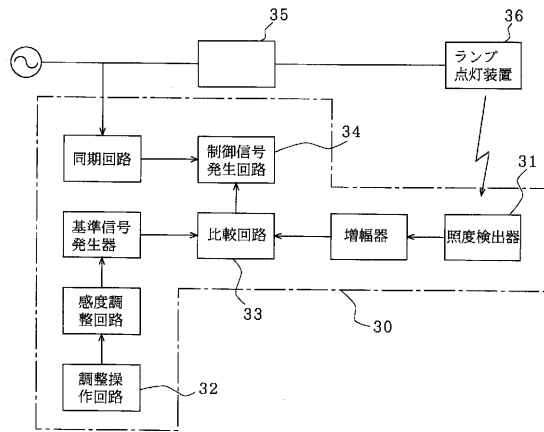 35
36
ランプ
点灯装置
34
同期回路
制御信号
発生回路
31
基準信号
発生器
比較回路
増幅器
照度検出器
33
30
感度調
整回路
調整操
作回路
32